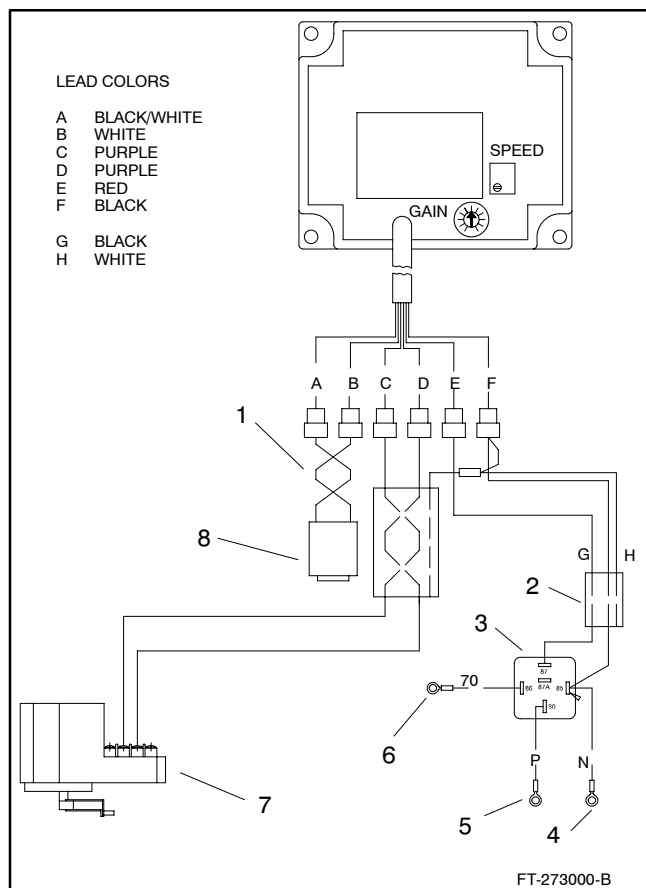 LEAD COLORS
A BLACK/WHITE
B WHITE
C PURPLE
D PURPLE
E RED
F BLACK
G BLACK
H WHITE
SPEED
GAIN
A B C D E F
1
8
G H
2
3
87
70 86 87A 85
30
6
P N
7
5 4
FT-273000-B